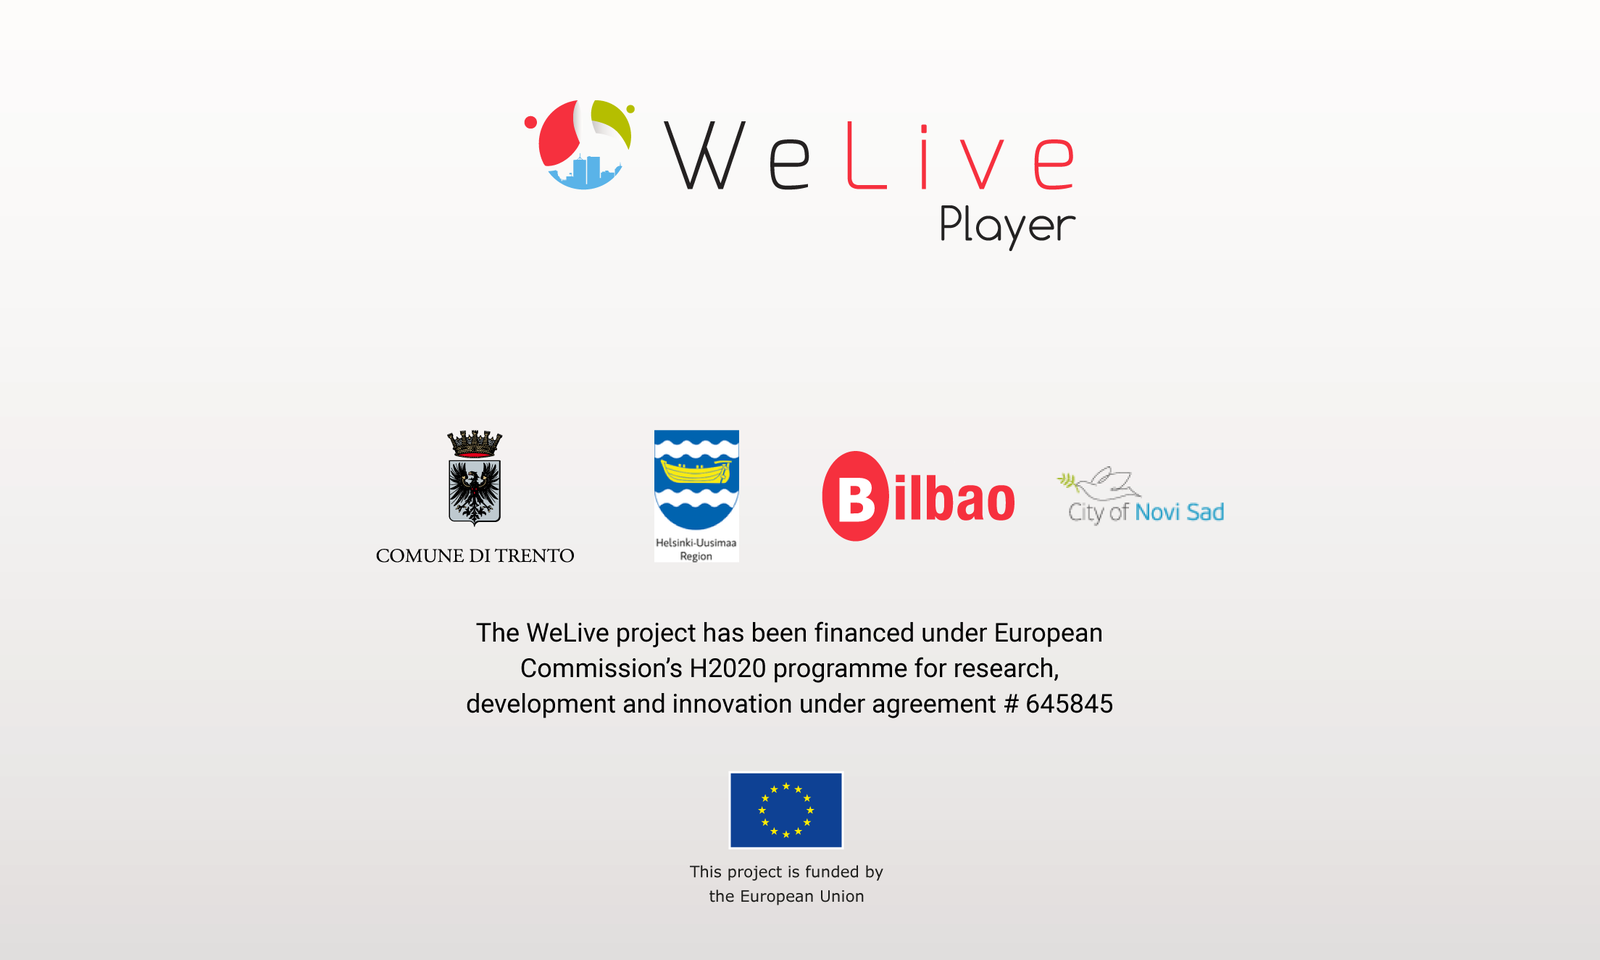 WeLive
Player
COMUNE DI TRENTO
Helsinki-Uusimaa
Region
Bilbao
City of Novi Sad
The WeLive project has been financed under European
Commission’s H2020 programme for research,
development and innovation under agreement # 645845
This project is funded by
the European Union